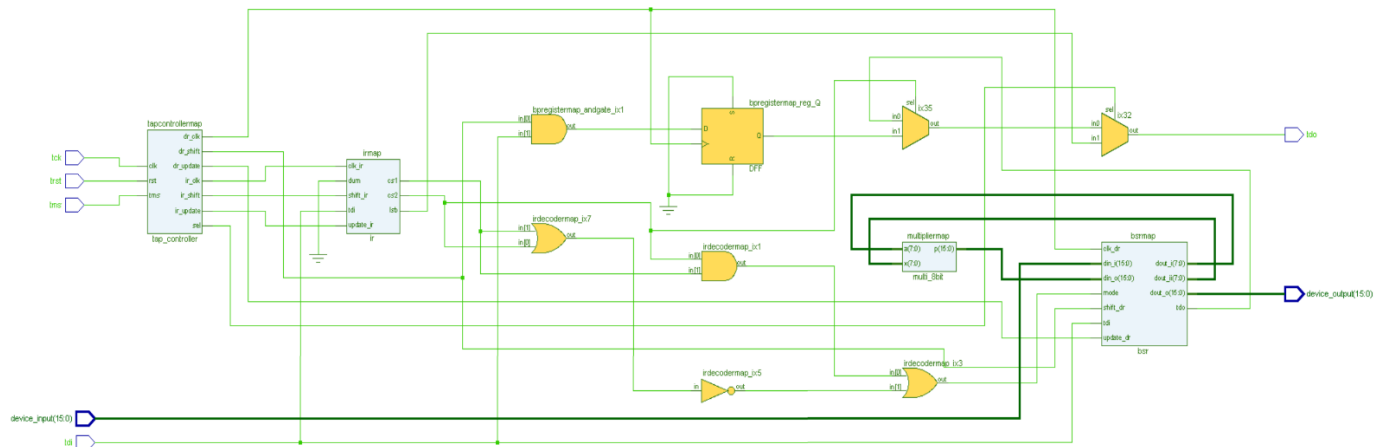 tapcontrollermap
dr_clk
dr_shift
clk
dr_update
rst
ir_clk
tms
ir_shift
ir_update
sel
tap_controller
tck
trst
tms
irmap
clk_ir
dum
cs1
shift_ir
cs2
tdi
lsb
update_ir
ir
bpregistermap_andgate_ix1
in[0]
out
in[1]
bpregistermap_reg_Q
D
Q
DFF
sel
ix35
in0
out
in1
sel
ix32
in0
out
in1
tdo
irdecodermap_ix7
in[1]
out
in[0]
irdecodermap_ix1
in[0]
out
in[1]
multipliermap
a(7:0)
p(15:0)
x(7:0)
multi_8bit
bsrmap
clk_dr
din_i(15:0)
dout_i(7:0)
din_o(15:0)
dout_ii(7:0)
mode
dout_o(15:0)
shift_dr
tdo
tdi
update_dr
bsr
device_output(15:0)
irdecodermap_ix5
in
out
irdecodermap_ix3
in[0]
out
in[1]
device_input(15:0)
tdi